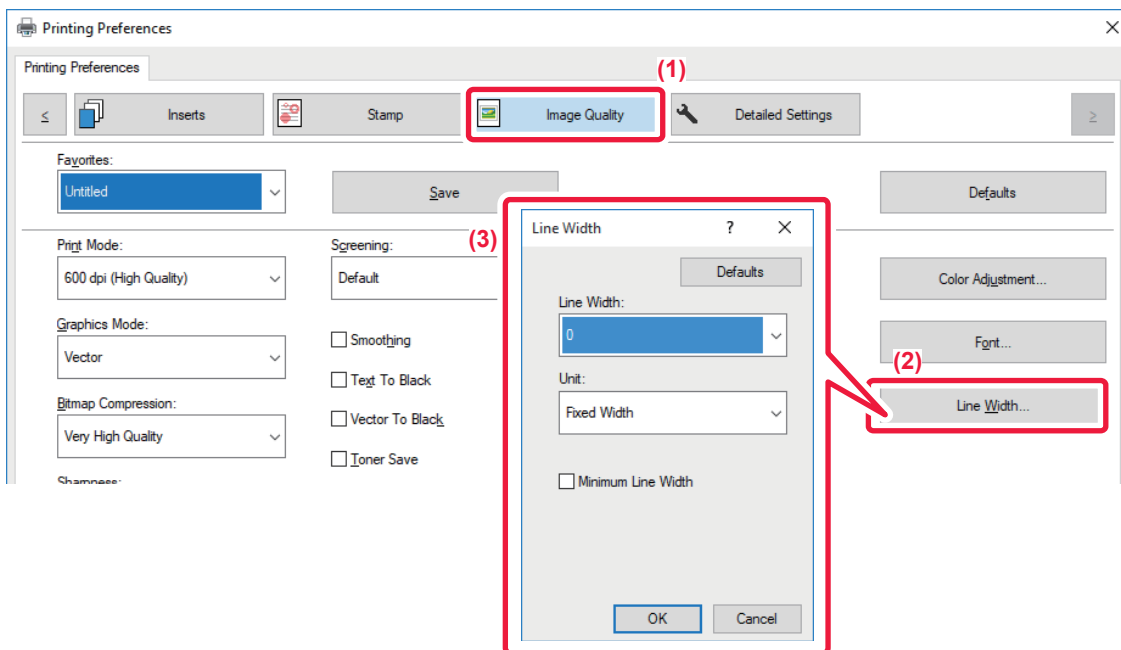 Printing Preferences
Printing Preferences
(1)
< Inserts Stamp Image Quality Detailed Settings >
Favorites:
Untitled Save Defaults
Print Mode: Screening:
600 dpi (High Quality) Default Color Adjustment...
Graphics Mode:
Vector Smoothing Font...
Text To Black
(2)
Bitmap Compression: Line Width...
Very High Quality Vector To Black
Toner Save
Sharpness:
(3)
Line Width ? 
Defaults
Line Width:
0
Unit:
Fixed Width
Minimum Line Width
OK Cancel